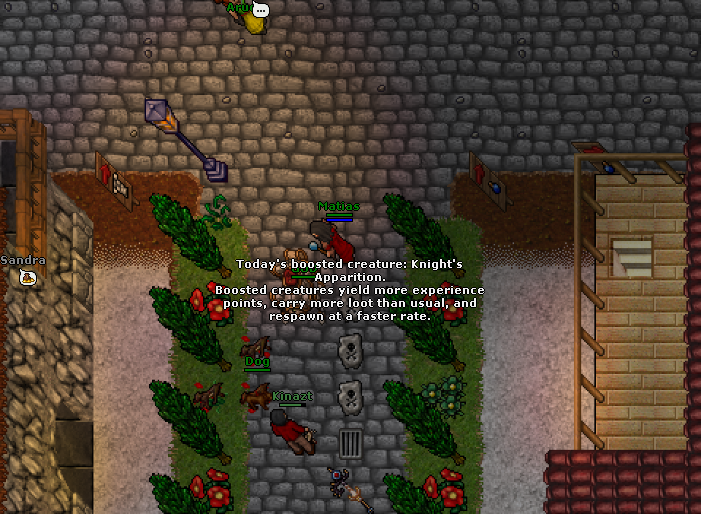 Matias
Sandra
Today's boosted creature: Knight's
Apparition.
Boosted creatures yield more experience
points, carry more loot than usual, and
respawn at a faster rate.
Dog
Kinazt